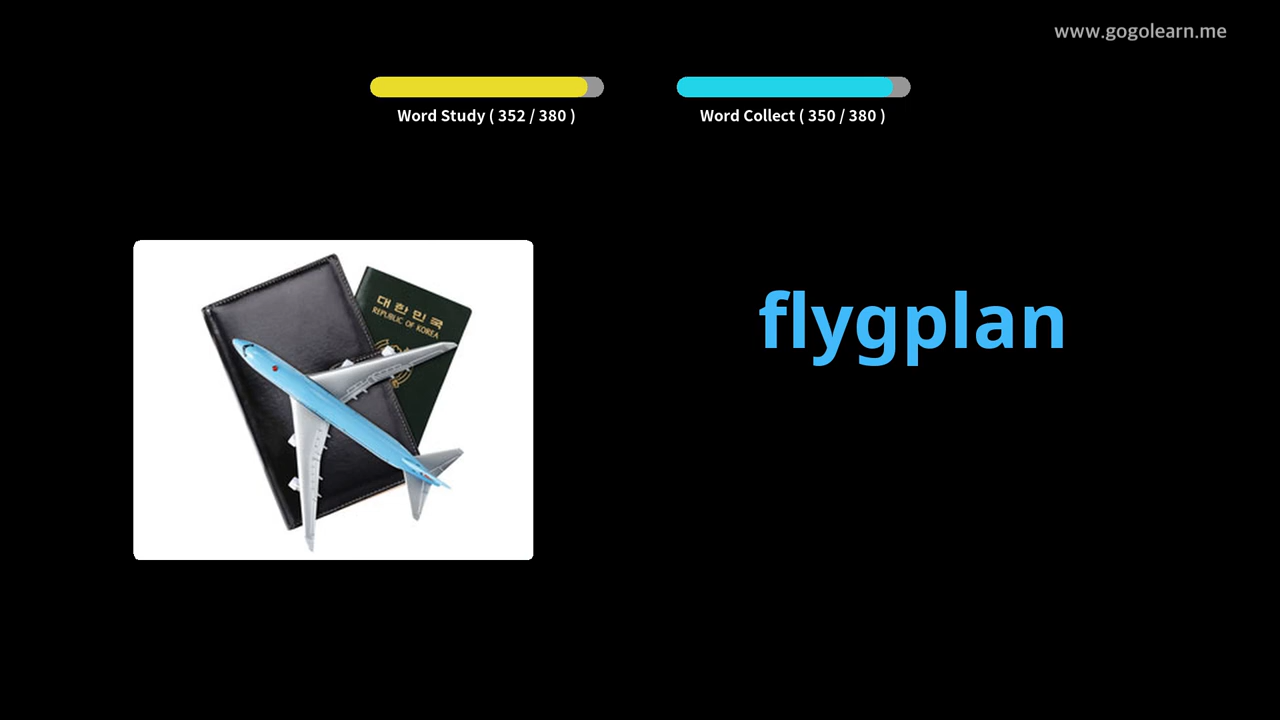 www.gogolearn.me
Word Study ( 352 / 380 )
Word Collect ( 350 / 380 )
대한민국
REPUBLIC OF KOREA
flygplan